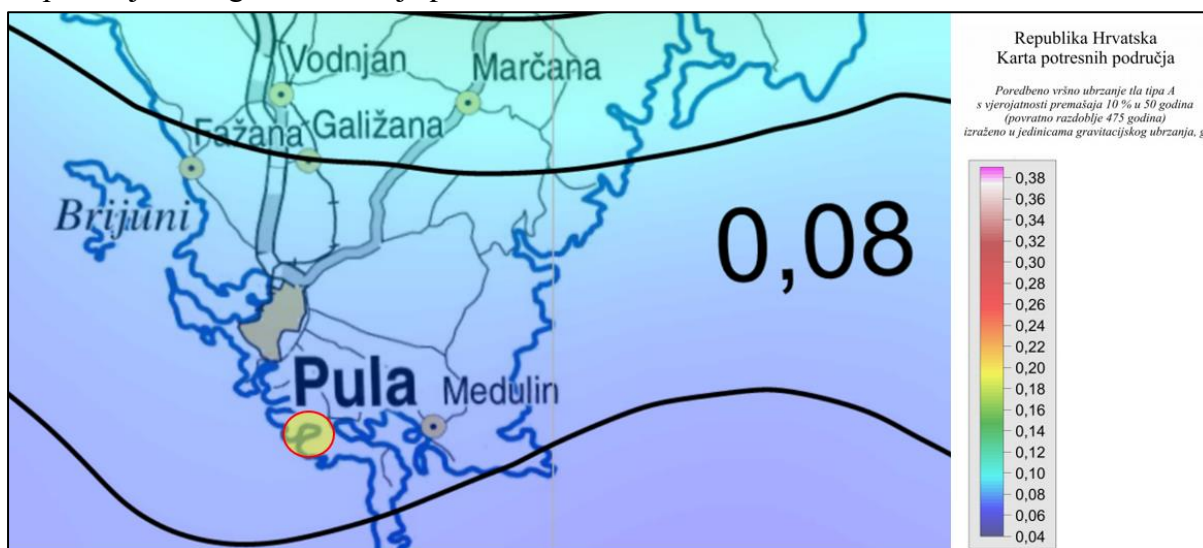 Vodnjan
Marčana
Fažana
Galižana
Brijuni
0,08
Pula
Medulin
Republika Hrvatska
Karta potresnih područja
Poredbeno vršno ubrzanje tla tipa A
s vjerojatnosti premašaja 10 % u 50 godina
(povratno razdoblje 475 godina)
izraženo u jedinicama gravitacijskog ubrzanja, g
0,38
0,36
0,34
0,32
0,30
0,28
0,26
0,24
0,22
0,20
0,18
0,16
0,14
0,12
0,10
0,08
0,06
0,04